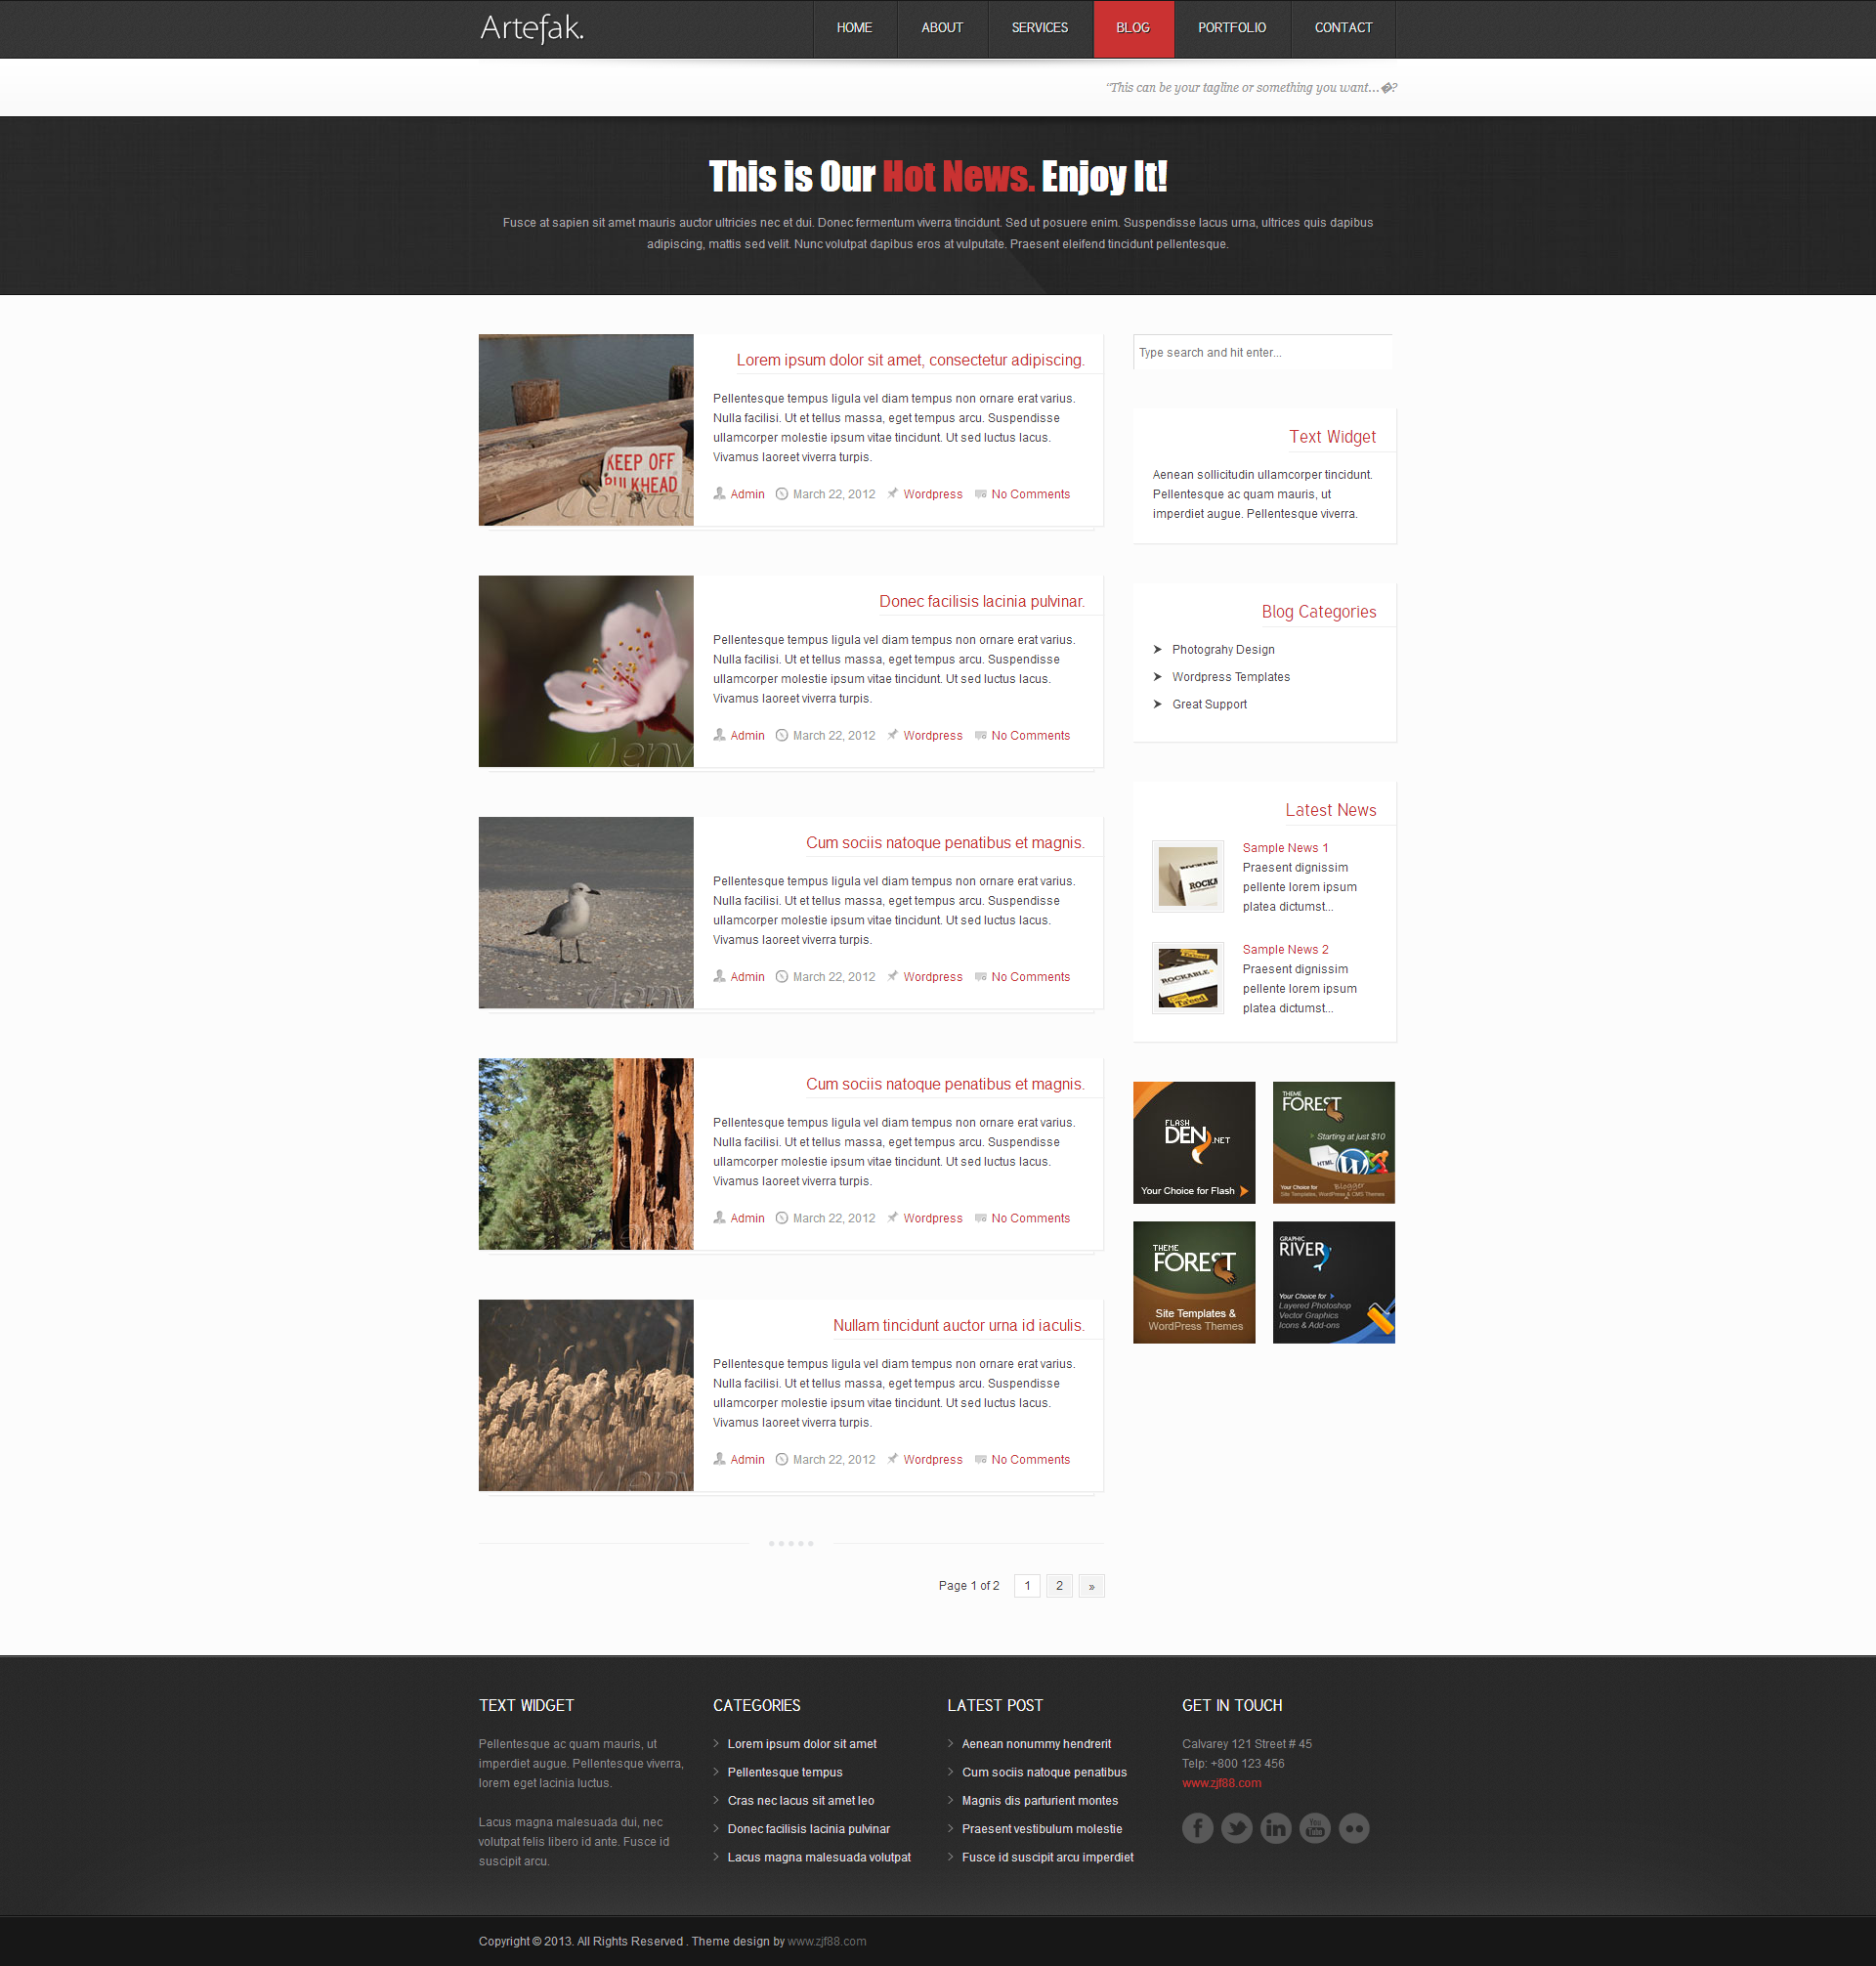 Artefak.
HOME ABOUT SERVICES BLOG PORTFOLIO CONTACT
“This can be your tagline or something you want...�?
This is Our Hot News. Enjoy It!
Fusce at sapien sit amet mauris auctor ultricies nec et dui. Donec fermentum viverra tincidunt. Sed ut posuere enim. Suspendisse lacus urna, ultrices quis dapibus
adipiscing, mattis sed velit. Nunc volutpat dapibus eros at vulputate. Praesent eleifend tincidunt pellentesque.
KEEP OFF
BULKHEAD
Lorem ipsum dolor sit amet, consectetur adipiscing.
Pellentesque tempus ligula vel diam tempus non ornare erat varius.
Nulla facilisi. Ut et tellus massa, eget tempus arcu. Suspendisse
ullamcorper molestie ipsum vitae tincidunt. Ut sed luctus lacus.
Vivamus laoreet viverra turpis.
Admin March 22, 2012 Wordpress No Comments
Donec facilisis lacinia pulvinar.
Pellentesque tempus ligula vel diam tempus non ornare erat varius.
Nulla facilisi. Ut et tellus massa, eget tempus arcu. Suspendisse
ullamcorper molestie ipsum vitae tincidunt. Ut sed luctus lacus.
Vivamus laoreet viverra turpis.
Admin March 22, 2012 Wordpress No Comments
Cum sociis natoque penatibus et magnis.
Pellentesque tempus ligula vel diam tempus non ornare erat varius.
Nulla facilisi. Ut et tellus massa, eget tempus arcu. Suspendisse
ullamcorper molestie ipsum vitae tincidunt. Ut sed luctus lacus.
Vivamus laoreet viverra turpis.
Admin March 22, 2012 Wordpress No Comments
Cum sociis natoque penatibus et magnis.
Pellentesque tempus ligula vel diam tempus non ornare erat varius.
Nulla facilisi. Ut et tellus massa, eget tempus arcu. Suspendisse
ullamcorper molestie ipsum vitae tincidunt. Ut sed luctus lacus.
Vivamus laoreet viverra turpis.
Admin March 22, 2012 Wordpress No Comments
Nullam tincidunt auctor urna id iaculis.
Pellentesque tempus ligula vel diam tempus non ornare erat varius.
Nulla facilisi. Ut et tellus massa, eget tempus arcu. Suspendisse
ullamcorper molestie ipsum vitae tincidunt. Ut sed luctus lacus.
Vivamus laoreet viverra turpis.
Admin March 22, 2012 Wordpress No Comments
Page 1 of 2 1 2 »
Type search and hit enter...
Text Widget
Aenean sollicitudin ullamcorper tincidunt.
Pellentesque ac quam mauris, ut
imperdiet augue. Pellentesque viverra.
Blog Categories
Photograhy Design
Wordpress Templates
Great Support
Latest News
ROCKA
Sample News 1
Praesent dignissim
pellente lorem ipsum
platea dictumst...
ROCKABLE
Sample News 2
Praesent dignissim
pellente lorem ipsum
platea dictumst...
FLASH
DEN.NET
Your Choice for Flash
THEME
FOREST
Starting at just $10
HTML
Your Choice for Blogger
Site Templates, WordPress & CMS Themes
THEME
FOREST
Site Templates &
WordPress Themes
GRAPHIC
RIVER
Your Choice for
Layered Photoshop
Vector Graphics
Icons & Add-ons
TEXT WIDGET
Pellentesque ac quam mauris, ut
imperdiet augue. Pellentesque viverra,
lorem eget lacinia luctus.
Lacus magna malesuada dui, nec
volutpat felis libero id ante. Fusce id
suscipit arcu.
CATEGORIES
Lorem ipsum dolor sit amet
Pellentesque tempus
Cras nec lacus sit amet leo
Donec facilisis lacinia pulvinar
Lacus magna malesuada volutpat
LATEST POST
Aenean nonummy hendrerit
Cum sociis natoque penatibus
Magnis dis parturient montes
Praesent vestibulum molestie
Fusce id suscipit arcu imperdiet
GET IN TOUCH
Calvarey 121 Street # 45
Telp: +800 123 456
www.zjf88.com
You
Tube
Copyright © 2013. All Rights Reserved . Theme design by www.zjf88.com